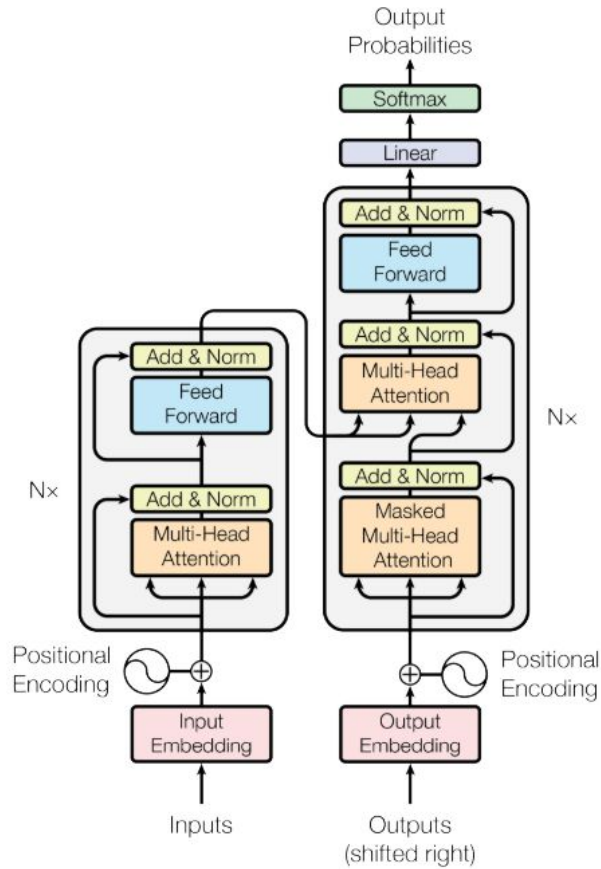 Output
Probabilities
Softmax
Linear
Add & Norm
Feed
Forward
Add & Norm
Multi-Head
Attention
Add & Norm
Masked
Multi-Head
Attention
N×
Add & Norm
Feed
Forward
Add & Norm
Multi-Head
Attention
N×
Positional
Encoding
Positional
Encoding
Input
Embedding
Output
Embedding
Inputs
Outputs
(shifted right)